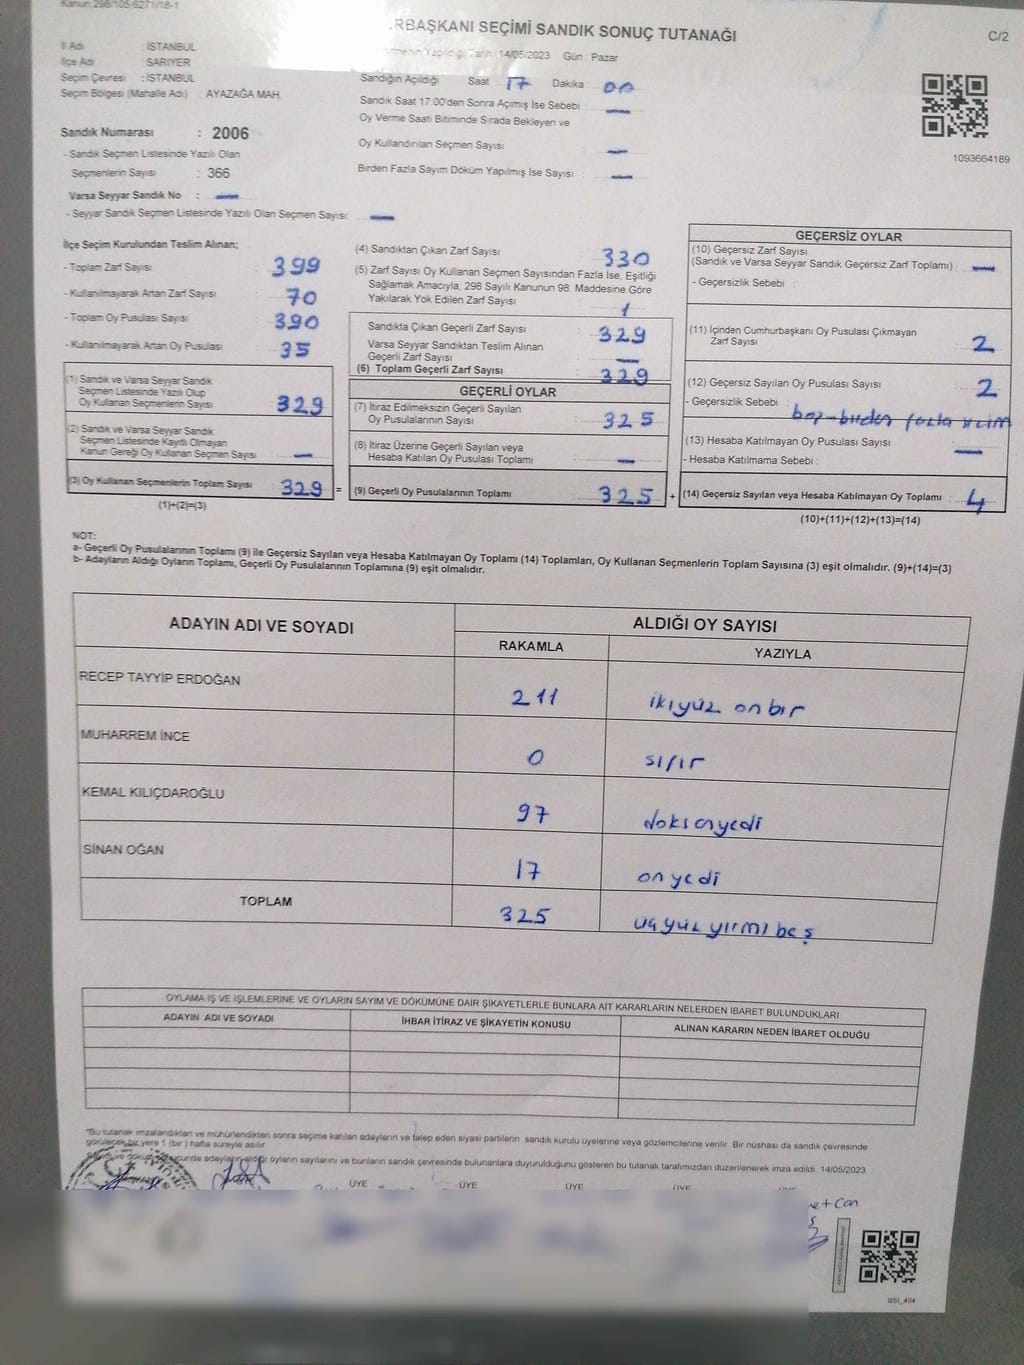 Kanun 298/105,6271/18-1
RBAŞKANI SEÇİMİ SANDIK SONUÇ TUTANAĞI
C/2
14/05/2023 Gün : Pazar
İl Adı : İSTANBUL
İlçe Adı : SARIYER
Seçim Çevresi : İSTANBUL
Seçim Bölgesi (Mahalle Adı) : AYAZAĞA MAH.
Sandık Numarası : 2006
- Sandık Seçmen Listesinde Yazılı Olan
Seçmenlerin Sayısı : 366
Varsa Seyyar Sandık No : —
- Seyyar Sandık Seçmen Listesinde Yazılı Olan Seçmen Sayısı : —
Sandığın Açıldığı Saat 17 Dakika 00
Sandık Saat 17:00'den Sonra Açımış İse Sebebi : —
Oy Verme Saati Bitiminde Sırada Bekleyen ve
Oy Kullandırılan Seçmen Sayısı : —
Birden Fazla Sayım Döküm Yapılmış İse Sayısı : —
1093664189
İlçe Seçim Kurulundan Teslim Alınan;
- Toplam Zarf Sayısı : 399
- Kullanılmayarak Artan Zarf Sayısı : 70
- Toplam Oy Pusulası Sayısı : 390
- Kullanılmayarak Artan Oy Pusulası : 35
(1) Sandık ve Varsa Seyyar Sandık
Seçmen Listesinde Yazılı Olup
Oy Kullanan Seçmenlerin Sayısı : 329
(2) Sandık ve Varsa Seyyar Sandık
Seçmen Listesinde Kayıtlı Olmayan
Kanun Gereği Oy Kullanan Seçmen Sayısı : —
(3) Oy Kullanan Seçmenlerin Toplam Sayısı : 329 =
(1)+(2)=(3)
(4) Sandıktan Çıkan Zarf Sayısı : 330
(5) Zarf Sayısı Oy Kullanan Seçmen Sayısından Fazla İse, Eşitliği
Sağlamak Amacıyla, 298 Sayılı Kanunun 98. Maddesine Göre
Yakılarak Yok Edilen Zarf Sayısı : 1
Sandıkta Çıkan Geçerli Zarf Sayısı : 329
Varsa Seyyar Sandıktan Teslim Alınan
Geçerli Zarf Sayısı : —
(6) Toplam Geçerli Zarf Sayısı : 329
GEÇERLİ OYLAR
(7) İtiraz Edilmeksizin Geçerli Sayılan
Oy Pusulalarının Sayısı : 325
(8) İtiraz Üzerine Geçerli Sayılan veya
Hesaba Katılan Oy Pusulası Toplamı : —
(9) Geçerli Oy Pusulalarının Toplamı : 325 +
GEÇERSİZ OYLAR
(10) Geçersiz Zarf Sayısı
(Sandık ve Varsa Seyyar Sandık Geçersiz Zarf Toplamı) : —
- Geçersizlik Sebebi :
(11) İçinden Cumhurbaşkanı Oy Pusulası Çıkmayan
Zarf Sayısı : 2
(12) Geçersiz Sayılan Oy Pusulası Sayısı : 2
- Geçersizlik Sebebi : boş-birden fazla
(13) Hesaba Katılmayan Oy Pusulası Sayısı : —
- Hesaba Katılmama Sebebi :
(14) Geçersiz Sayılan veya Hesaba Katılmayan Oy Toplamı : 4
(10)+(11)+(12)+(13)=(14)
NOT:
a- Geçerli Oy Pusulalarının Toplamı (9) ile Geçersiz Sayılan veya Hesaba Katılmayan Oy Toplamı (14) Toplamları, Oy Kullanan Seçmenlerin Toplam Sayısına (3) eşit olmalıdır. (9)+(14)=(3)
b- Adayların Aldığı Oyların Toplamı, Geçerli Oy Pusulalarının Toplamına (9) eşit olmalıdır.
ADAYIN ADI VE SOYADI ALDIĞI OY SAYISI
RAKAMLA YAZIYLA
RECEP TAYYİP ERDOĞAN 211 ikiyüz onbir
MUHARREM İNCE 0 sıfır
KEMAL KILIÇDAROĞLU 97 doksanyedi
SİNAN OĞAN 17 onyedi
TOPLAM 325 üçyüz yirmi beş
OYLAMA İŞ VE İŞLEMLERİNE VE OYLARIN SAYIM VE DÖKÜMÜNE DAİR ŞİKAYETLERLE BUNLARA AİT KARARLARIN NELERDEN İBARET BULUNDUKLARI
ADAYIN ADI VE SOYADI İHBAR İTİRAZ VE ŞİKAYETİN KONUSU ALINAN KARARIN NEDEN İBARET OLDUĞU
"Bu tutanak imzalandıktan ve mühürlendikten sonra seçime katılan adayların ve talep eden siyasi partilerin sandık kurulu üyelerine veya gözlemcilerine verilir. Bir nüshası da sandık çevresinde
görülecek bir yere 1 (bir) hafta süreyle asılır.
adayların aldığı oyların sayılarını ve bunların sandık çevresinde bulunanlara duyurulduğunu gösteren bu tutanak tarafımızdan düzenlenerek imza edildi. 14/05/2023
ÜYE ÜYE ÜYE ÜYE
Can
SSI_404